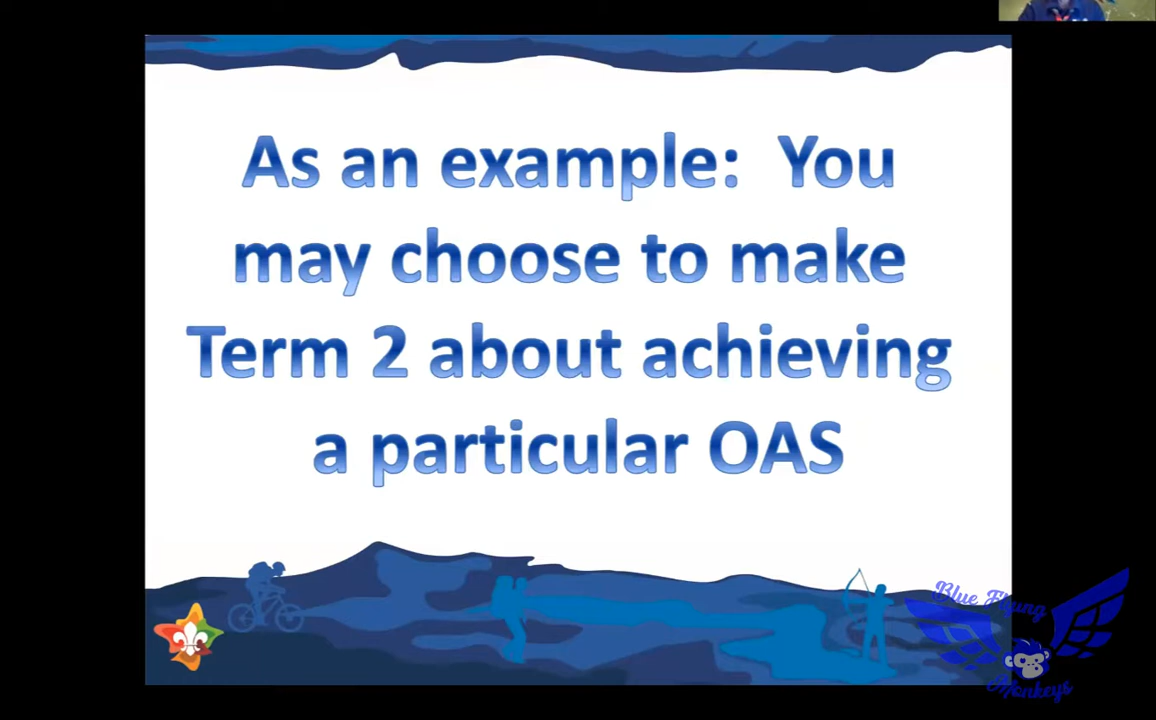 As an example: You
may choose to make
Term 2 about achieving
a particular OAS
Blue Flying
Monkeys